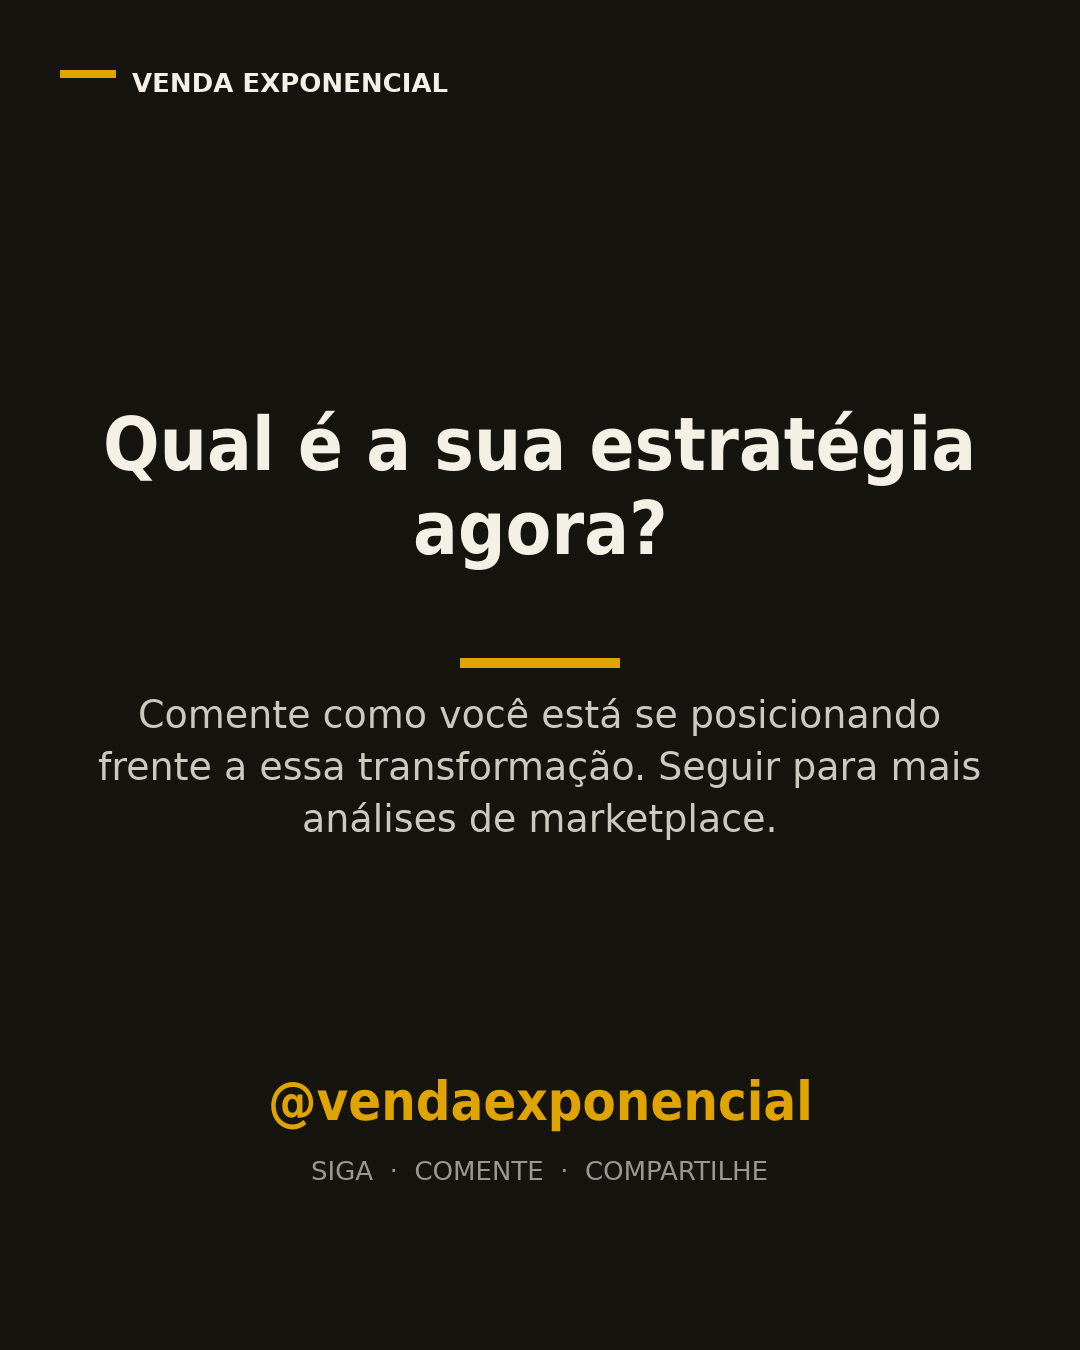 VENDA EXPONENCIAL
Qual é a sua estratégia
agora?
Comente como você está se posicionando
frente a essa transformação. Seguir para mais
análises de marketplace.
@vendaexponencial
SIGA · COMENTE · COMPARTILHE